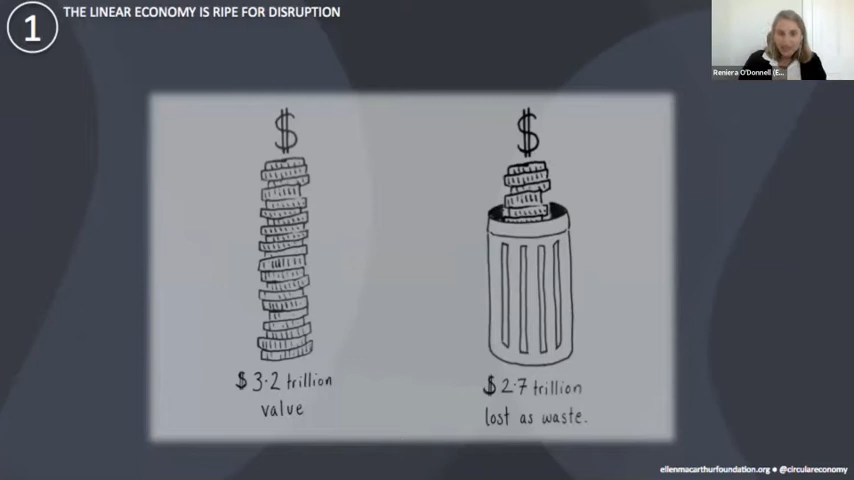 1
THE LINEAR ECONOMY IS RIPE FOR DISRUPTION
Reniera O'Donnell (E...
$
$
$ 3.2 trillion
value
$ 2.7 trillion
lost as waste.
ellenmacarthurfoundation.org ● @circulareconomy